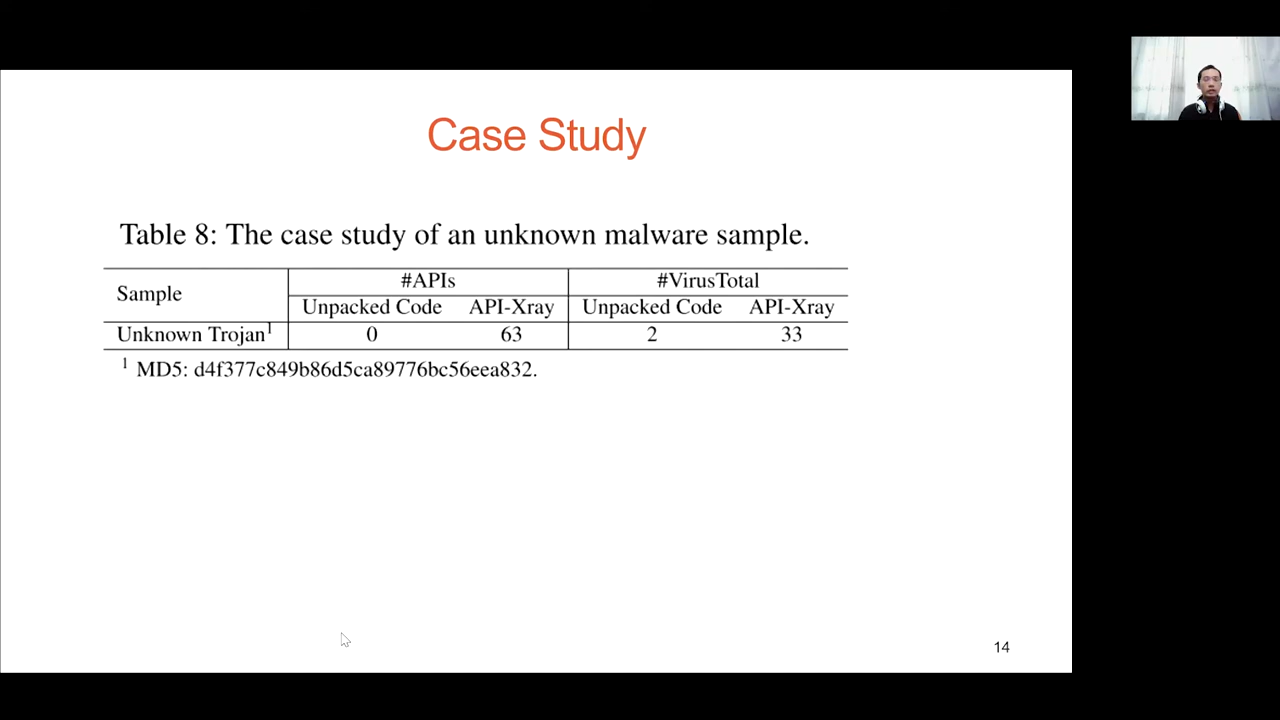 Case Study
Table 8: The case study of an unknown malware sample.
Sample #APIs #VirusTotal
Unpacked Code API-Xray Unpacked Code API-Xray
Unknown Trojan¹ 0 63 2 33
¹ MD5: d4f377c849b86d5ca89776bc56eea832.
14